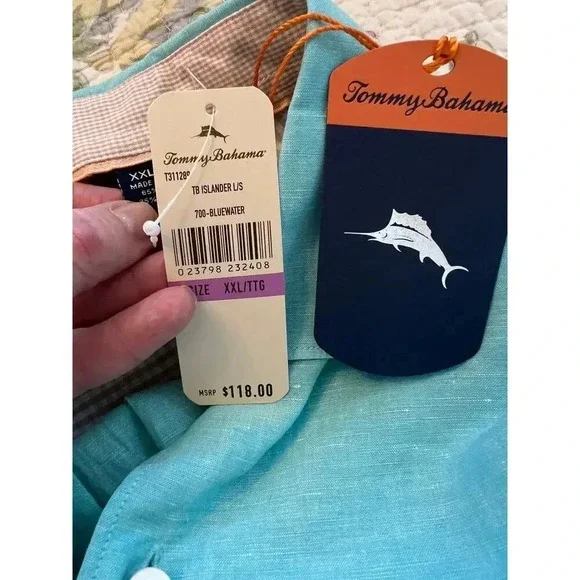 Tommy Bahama
XXL
MADE
65%
Tommy Bahama
TB ISLANDER L/S
700-BLUEWATER
0 23798 232408
SIZE XXL/TTG
MSRP $118.00